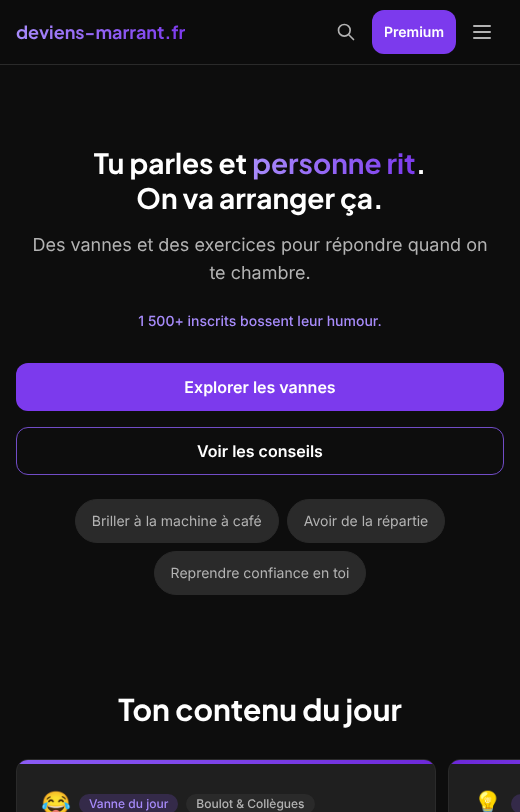 deviens-marrant.fr
Premium
Tu parles et personne rit.
On va arranger ça.
Des vannes et des exercices pour répondre quand on
te chambre.
1 500+ inscrits bossent leur humour.
Explorer les vannes
Voir les conseils
Briller à la machine à café
Avoir de la répartie
Reprendre confiance en toi
Ton contenu du jour
Vanne du jour
Boulot & Collègues